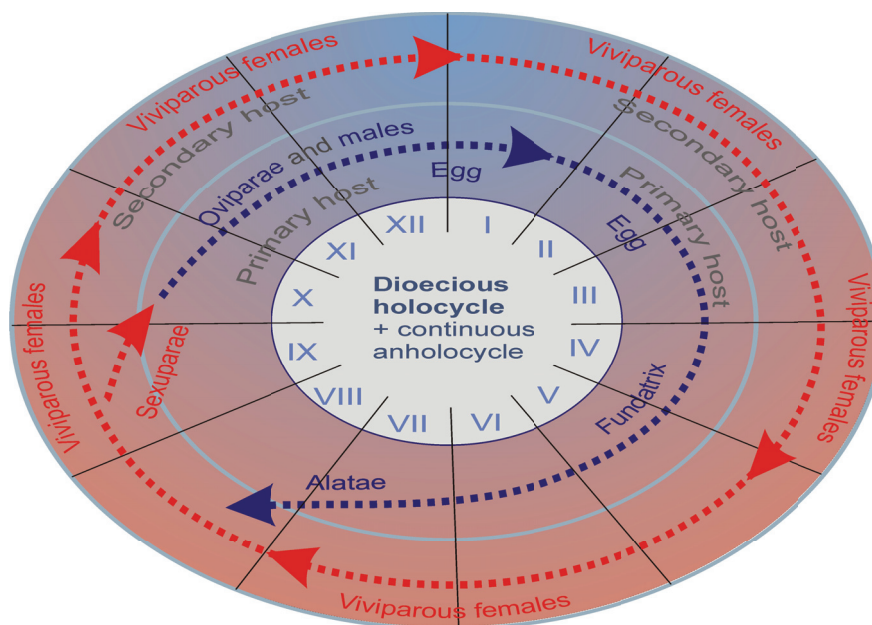 Viviparous females
Viviparous females
Secondary host
Secondary host
Oviparae and males
Egg
Primary host
Primary host
Egg
XII
I
XI
II
X
III
IX
IV
VIII
V
VII
VI
Dioecious
holocycle
+ continuous
anholocycle
Viviparous females
Sexuparae
Viviparous females
Fundatrix
Alatae
Viviparous females